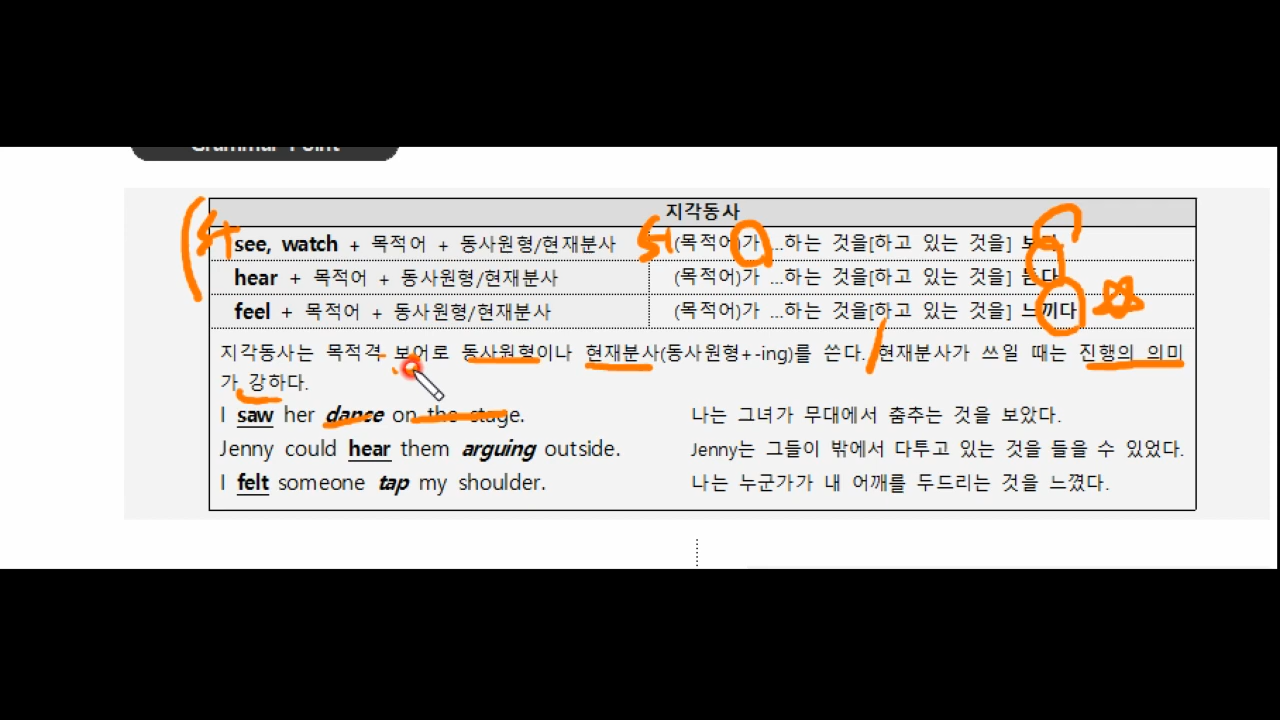 Grammar Point
지각동사
see, watch + 목적어 + 동사원형/현재분사 (목적어)가 …하는 것을[하고 있는 것을] 보다
hear + 목적어 + 동사원형/현재분사 (목적어)가 …하는 것을[하고 있는 것을] 듣다
feel + 목적어 + 동사원형/현재분사 (목적어)가 …하는 것을[하고 있는 것을] 느끼다
지각동사는 목적격 보어로 동사원형이나 현재분사(동사원형+-ing)를 쓴다. 현재분사가 쓰일 때는 진행의 의미
가 강하다.
I saw her dance on the stage. 나는 그녀가 무대에서 춤추는 것을 보았다.
Jenny could hear them arguing outside. Jenny는 그들이 밖에서 다투고 있는 것을 들을 수 있었다.
I felt someone tap my shoulder. 나는 누군가가 내 어깨를 두드리는 것을 느꼈다.